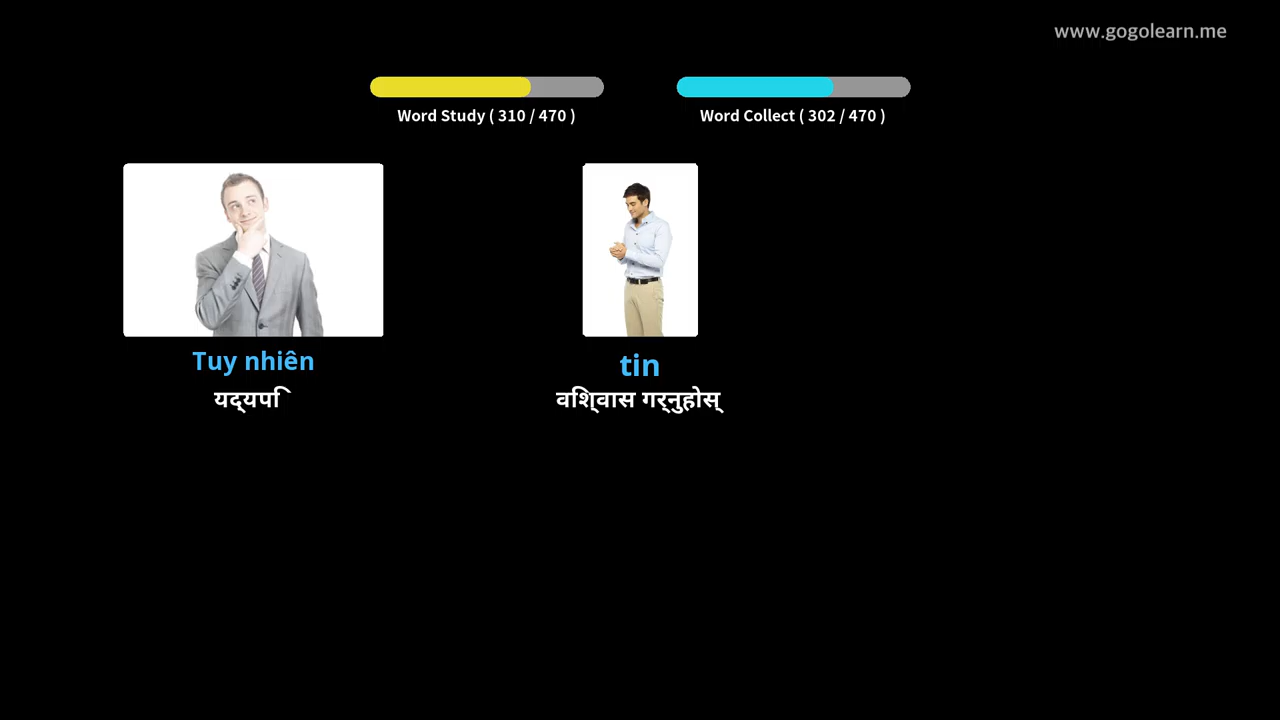 www.gogolearn.me
Word Study ( 310 / 470 )
Word Collect ( 302 / 470 )
Tuy nhiên
tin
यद्यपि
विश्वास गर्नुहोस्